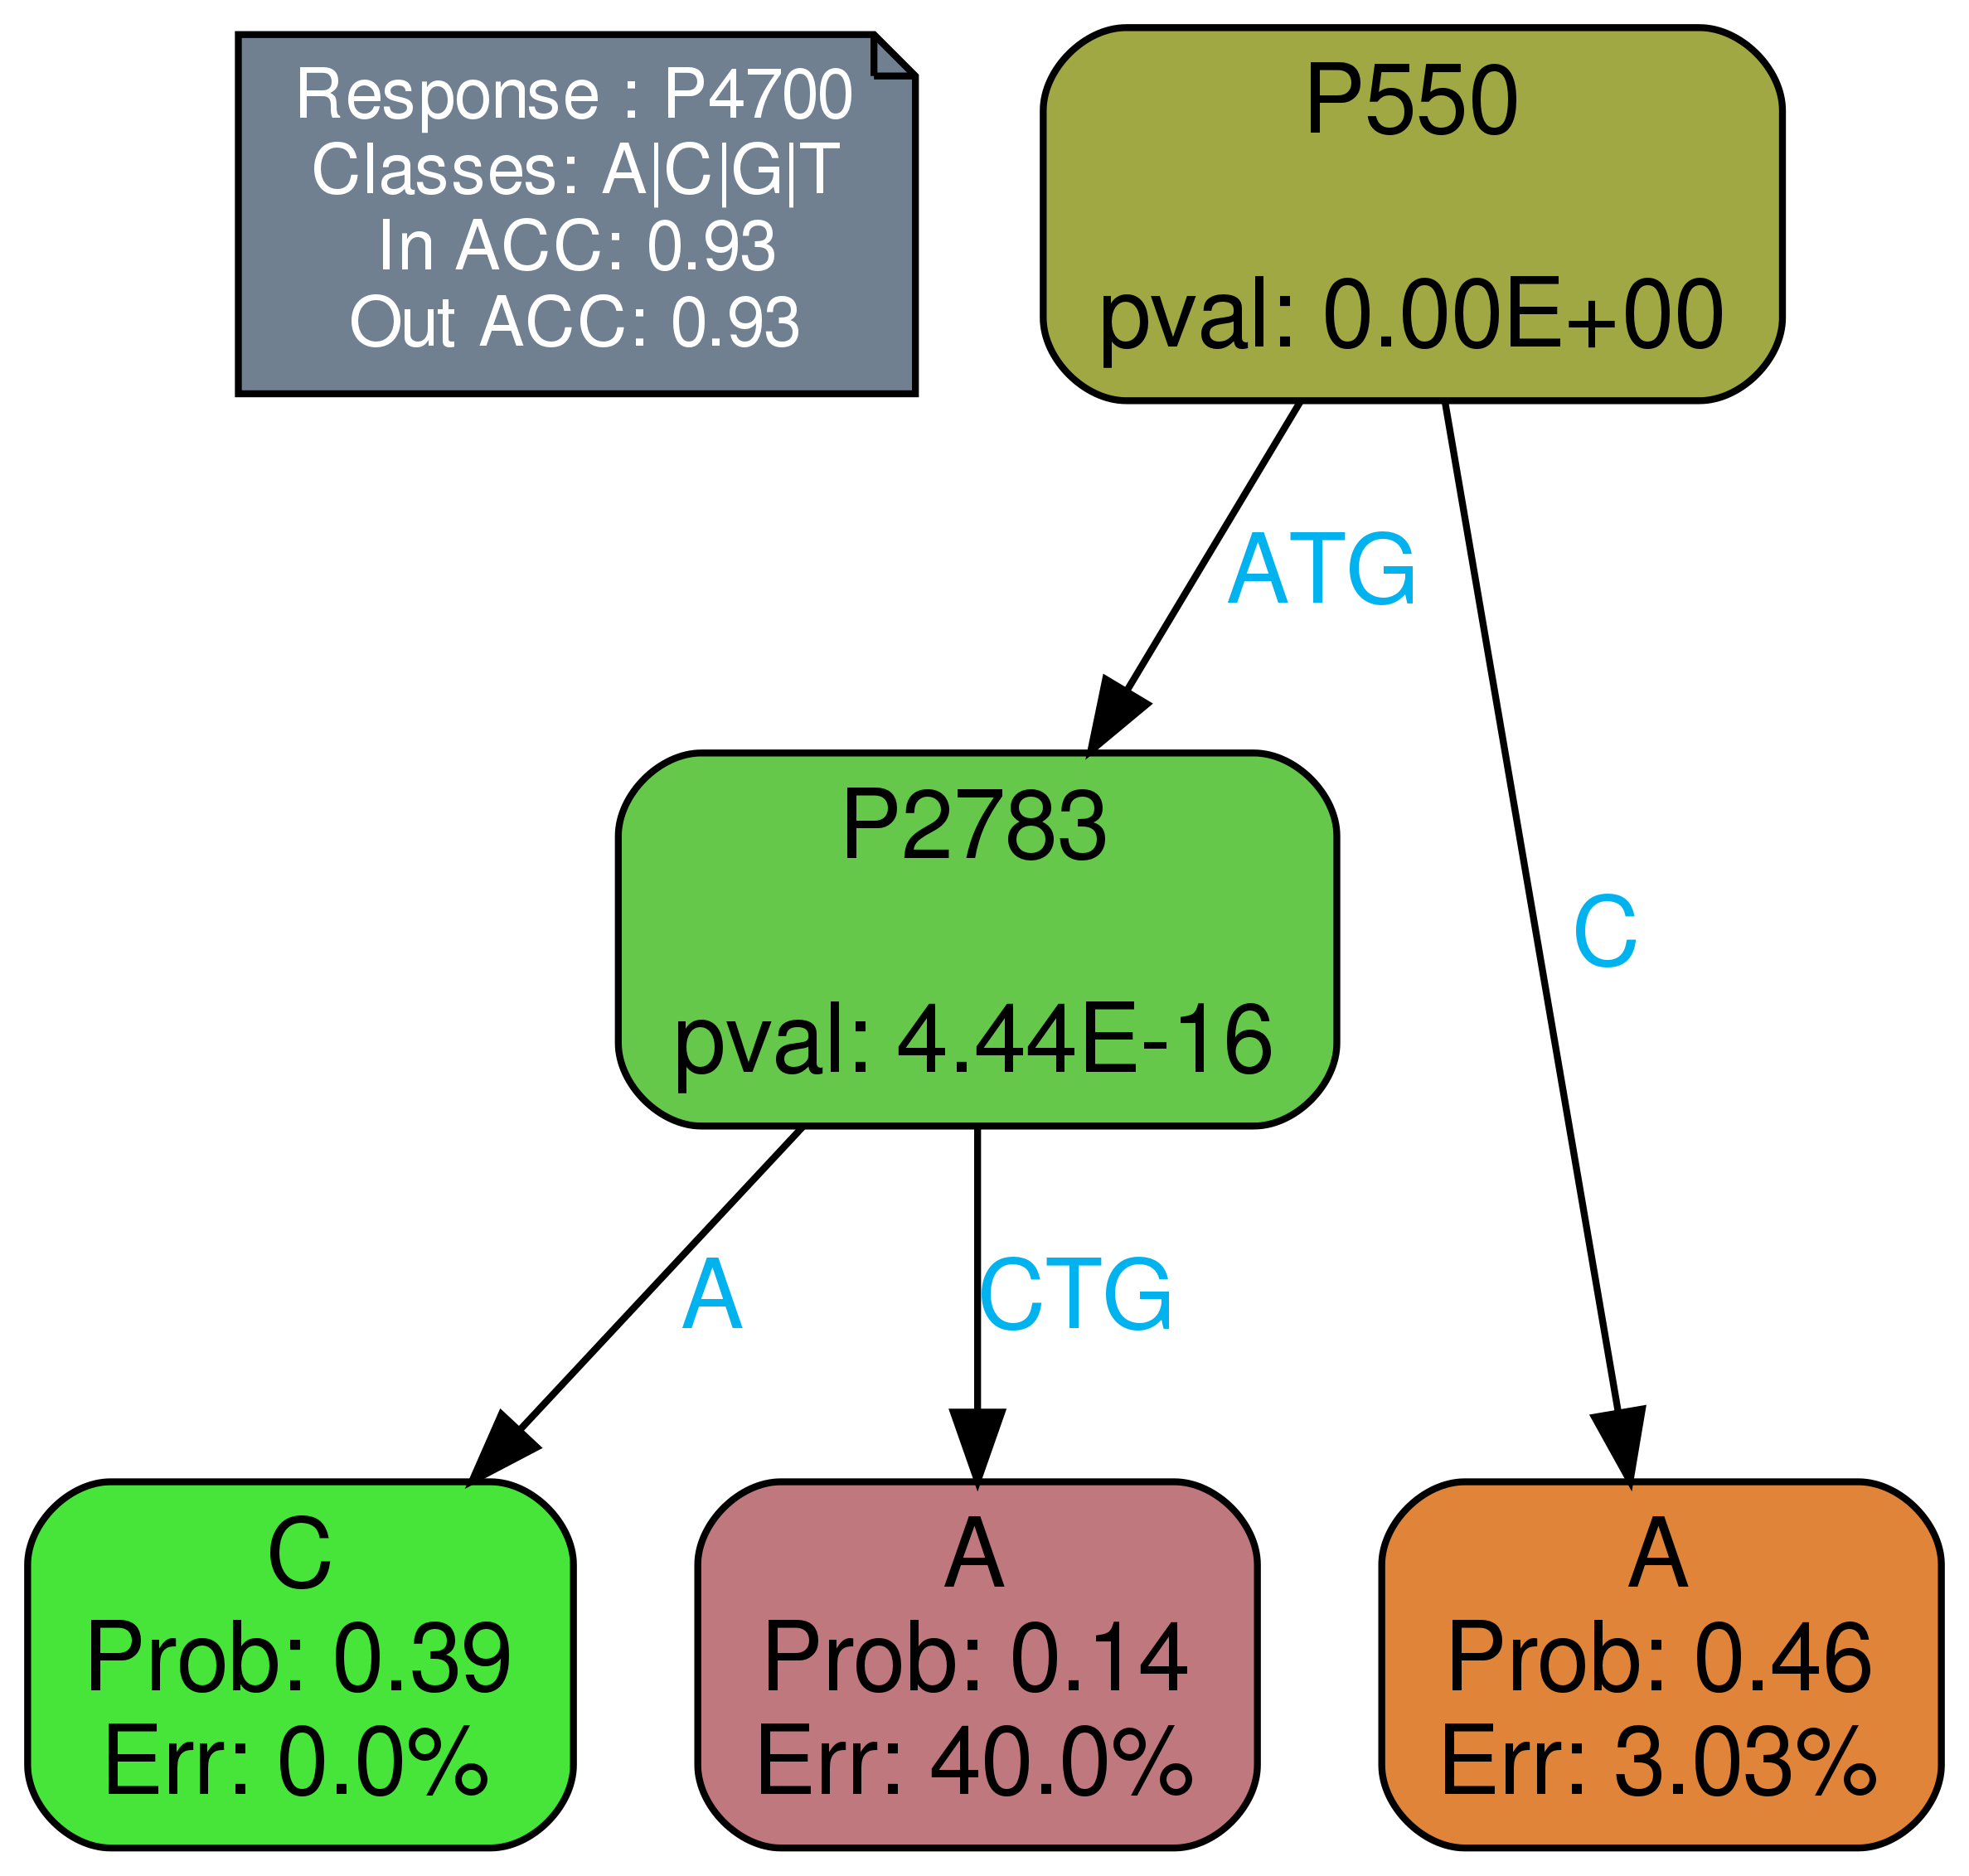 Response : P4700
Classes: A|C|G|T
In ACC: 0.93
Out ACC: 0.93
P550
pval: 0.00E+00
ATG
C
P2783
pval: 4.44E-16
A
CTG
C
Prob: 0.39
Err: 0.0%
A
Prob: 0.14
Err: 40.0%
A
Prob: 0.46
Err: 3.03%